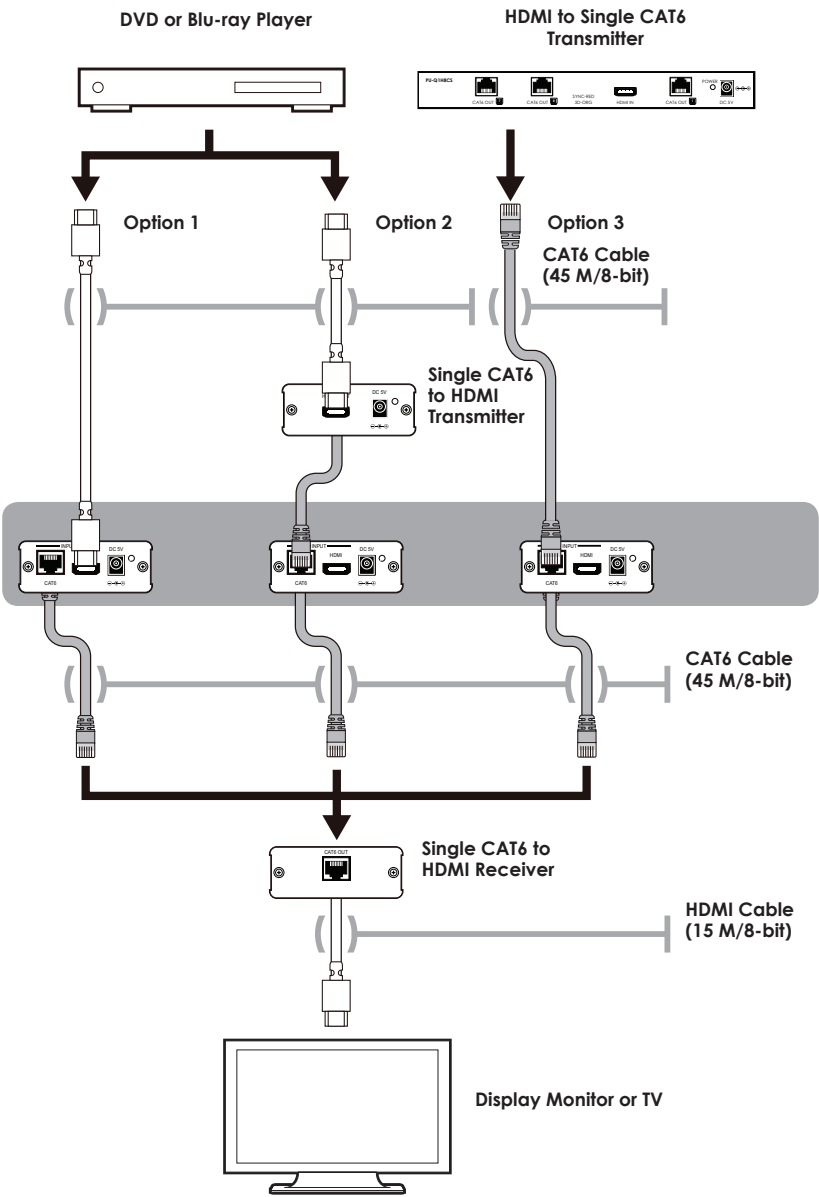 DVD or Blu-ray Player
HDMI to Single CAT6
Transmitter
PU-Q1H8CS
CAT6 OUT
CAT6 OUT
SYNC-RED
3D-ORG
HDMI IN
CAT6 OUT
POWER
DC 5V
Option 1
Option 2
Option 3
CAT6 Cable
(45 M/8-bit)
Single CAT6
to HDMI
Transmitter
DC 5V
DC 5V
CAT6
INPUT
HDMI
DC 5V
CAT6
INPUT
HDMI
DC 5V
CAT6
CAT6 Cable
(45 M/8-bit)
CAT6 OUT
Single CAT6 to
HDMI Receiver
HDMI Cable
(15 M/8-bit)
Display Monitor or TV